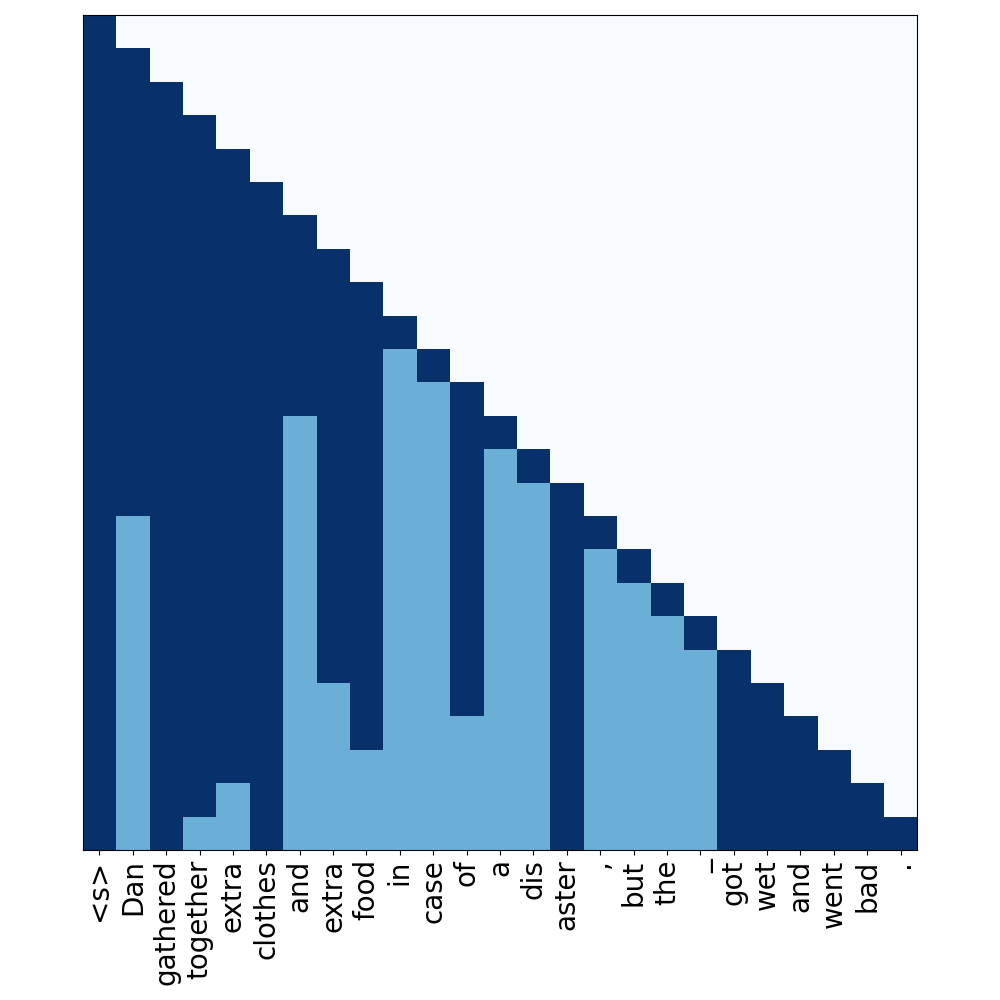 <s> Dan gathered together extra clothes and extra food in case of a dis aster , but the _ got wet and went bad .